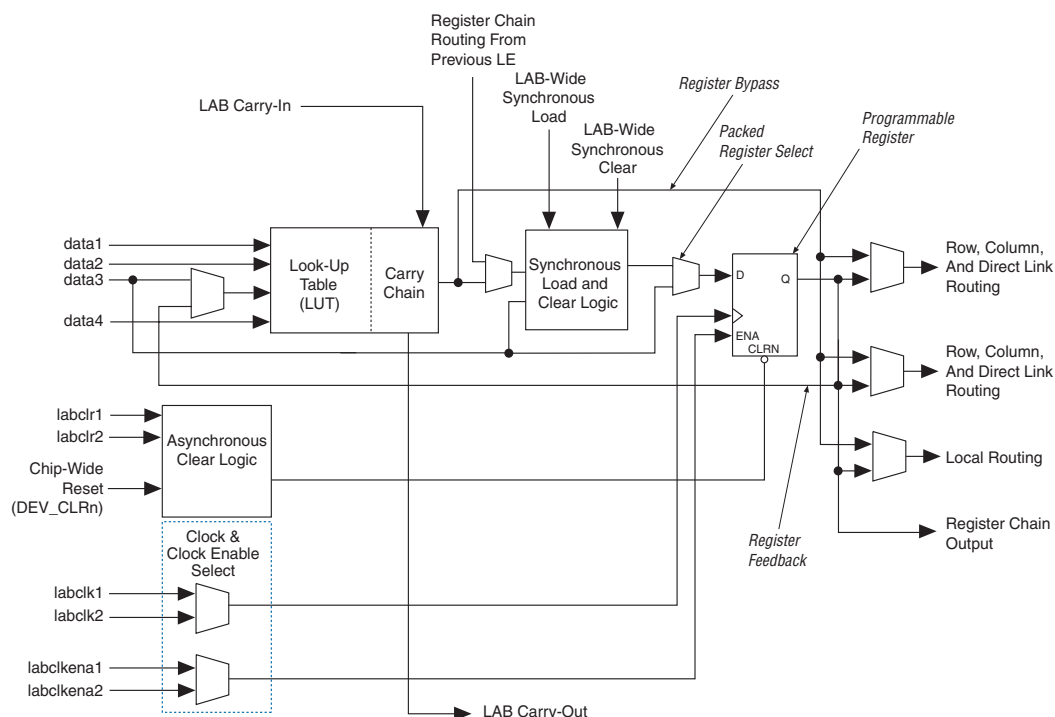 Register Chain
Routing From
Previous LE
LAB-Wide
Synchronous
Load
Register Bypass
LAB Carry-In
LAB-Wide
Synchronous
Clear
Packed
Register Select
Programmable
Register
data1
data2
data3
data4
Look-Up
Table
(LUT)
Carry
Chain
Synchronous
Load and
Clear Logic
D
Q
ENA
CLRN
Row, Column,
And Direct Link
Routing
Row, Column,
And Direct Link
Routing
Local Routing
Register Chain
Output
Register
Feedback
labclr1
labclr2
Chip-Wide
Reset
(DEV_CLRn)
Asynchronous
Clear Logic
Clock &
Clock Enable
Select
labclk1
labclk2
labclkena1
labclkena2
LAB Carry-Out